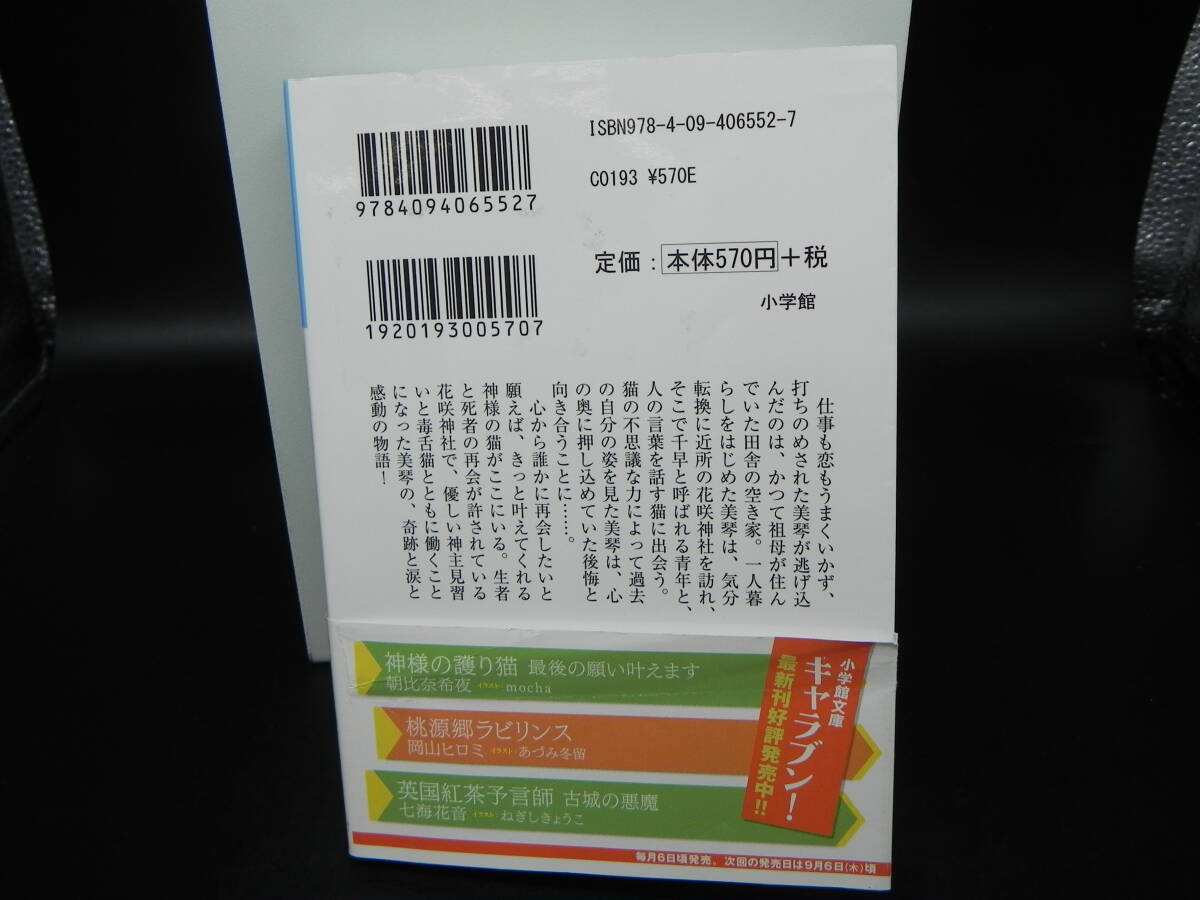 ISBN978-4-09-406552-7
9784094065527
C0193 ¥570E
定価：本体570円+税
1920193005707
小学館
仕事も恋もうまくいかず、
打ちのめされた美琴が逃げ込
んだのは、かつて祖母が住ん
でいた田舎の空き家。一人暮
らしをはじめた美琴は、気分
転換に近所の花咲神社を訪れ、
そこで千早と呼ばれる青年と、
人の言葉を話す猫に出会う。
猫の不思議な力によって過去
の自分の姿を見た美琴は、心
の奥に押し込めていた後悔と
向き合うことに……。
心から誰かに再会したいと
願えば、きっと叶えてくれる
神様の猫がここにいる。生者
と死者の再会が許されている
花咲神社で、優しい神主見習
いと毒舌猫とともに働くこと
になった美琴の、奇跡と涙と
感動の物語！
小学館文庫
キャラブン！
最新刊好評発売中!!
神様の護り猫 最後の願い叶えます
朝比奈希夜 イラスト：mocha
桃源郷ラビリンス
岡山ヒロミ イラスト：あづみ冬留
英国紅茶予言師 古城の悪魔
七海花音 イラスト：ねぎしきょうこ
毎月6日頃発売。次回の発売日は9月6日(木)頃